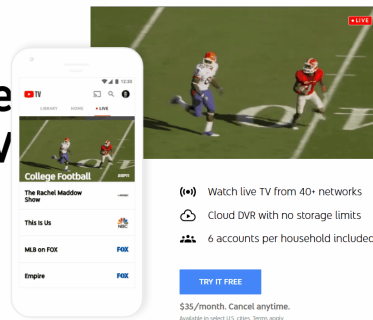 LIVE
12:30
TV
LIBRARY HOME LIVE
College Football ESPN
The Rachel Maddow
Show
This Is Us NBC
MLB on FOX FOX
Empire FOX
e
V
Watch live TV from 40+ networks
Cloud DVR with no storage limits
6 accounts per household included
TRY IT FREE
$35/month. Cancel anytime.
Available in select U.S. cities. Terms apply.